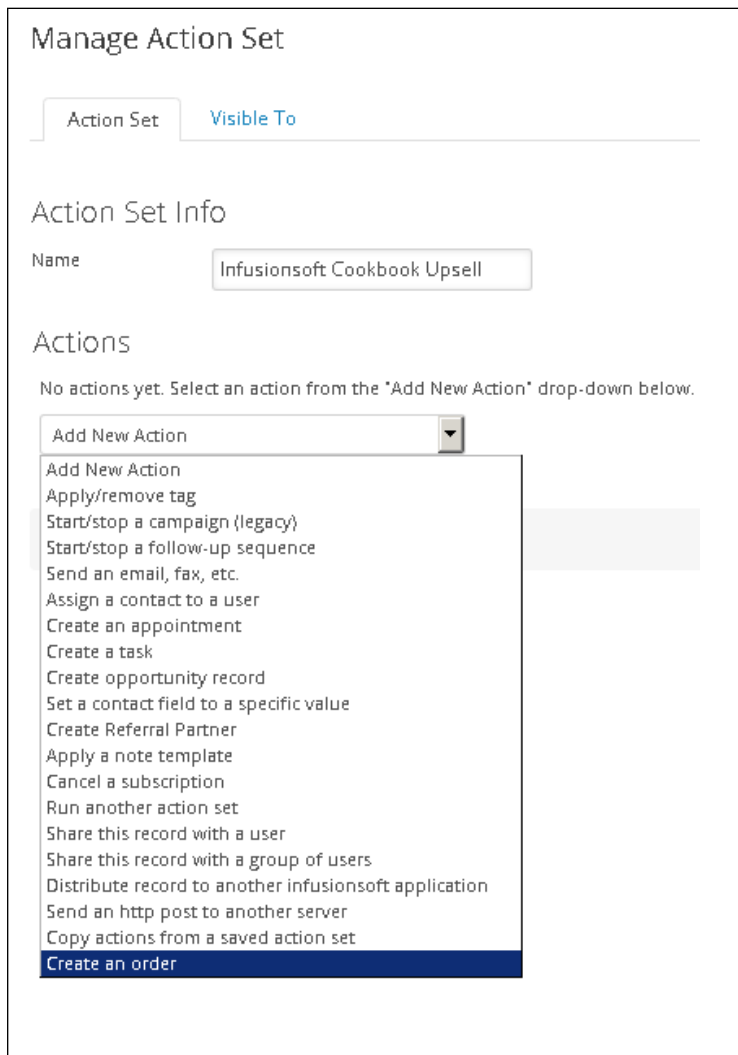 Manage Action Set
Action Set
Visible To
Action Set Info
Name
Infusionsoft Cookbook Upsell
Actions
No actions yet. Select an action from the "Add New Action" drop-down below.
Add New Action
Add New Action
Apply/remove tag
Start/stop a campaign (legacy)
Start/stop a follow-up sequence
Send an email, fax, etc.
Assign a contact to a user
Create an appointment
Create a task
Create opportunity record
Set a contact field to a specific value
Create Referral Partner
Apply a note template
Cancel a subscription
Run another action set
Share this record with a user
Share this record with a group of users
Distribute record to another infusionsoft application
Send an http post to another server
Copy actions from a saved action set
Create an order